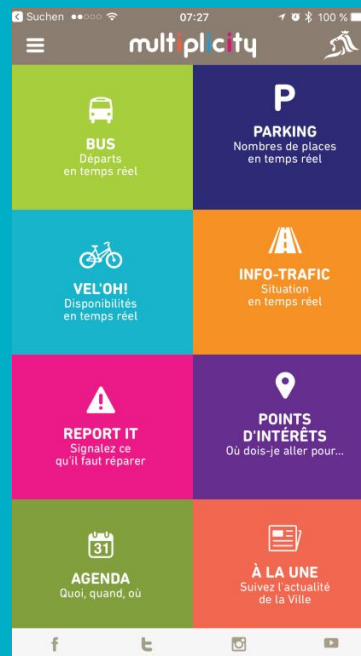 Suchen 07:27 100 %
multiplicity
BUS
Départs
en temps réel
P
PARKING
Nombres de places
en temps réel
VEL'OH!
Disponibilités
en temps réel
INFO-TRAFIC
Situation
en temps réel
REPORT IT
Signalez ce
qu'il faut réparer
POINTS
D'INTÉRÊTS
Où dois-je aller pour...
31
AGENDA
Quoi, quand, où
À LA UNE
Suivez l'actualité
de la Ville